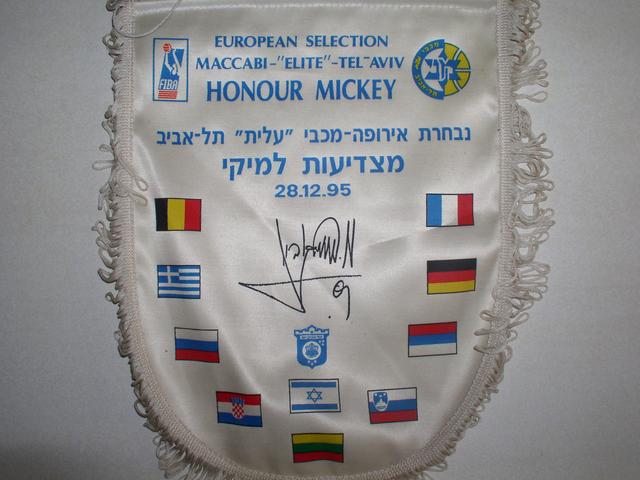 EUROPEAN SELECTION
MACCABI-"ELITE"-TEL-AVIV
HONOUR MICKEY
FIBA
נבחרת אירופה-מכבי "עלית" תל-אביב
מצדיעות למיקי
28.12.95